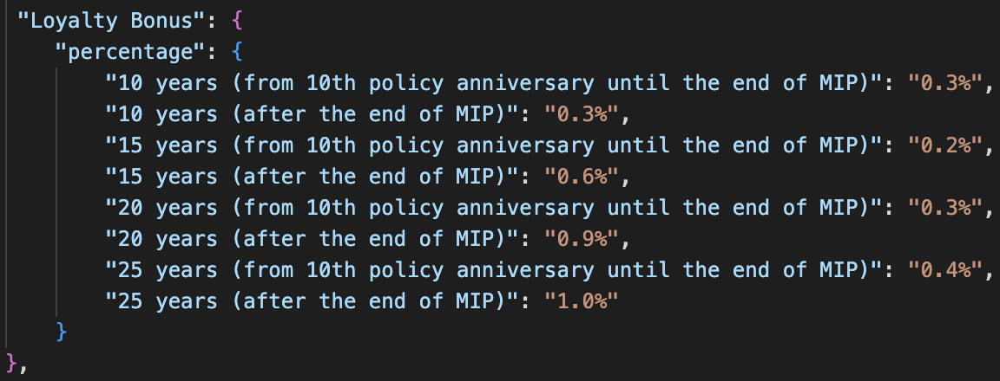 "Loyalty Bonus": {
"percentage": {
"10 years (from 10th policy anniversary until the end of MIP)": "0.3%",
"10 years (after the end of MIP)": "0.3%",
"15 years (from 10th policy anniversary until the end of MIP)": "0.2%",
"15 years (after the end of MIP)": "0.6%",
"20 years (from 10th policy anniversary until the end of MIP)": "0.3%",
"20 years (after the end of MIP)": "0.9%",
"25 years (from 10th policy anniversary until the end of MIP)": "0.4%",
"25 years (after the end of MIP)": "1.0%"
}
},